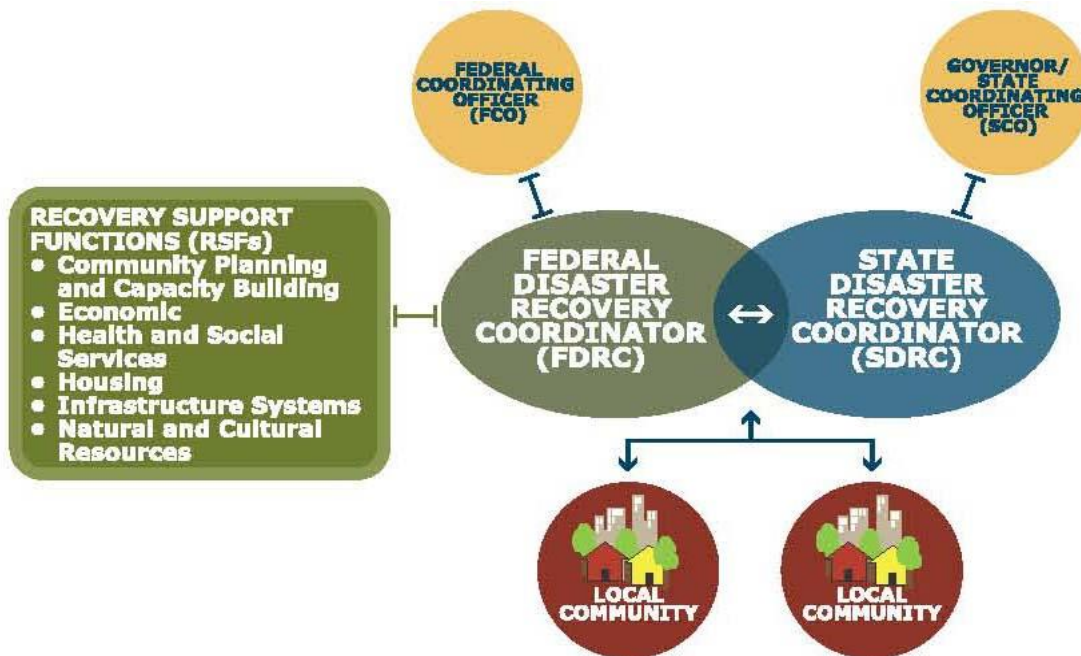 FEDERAL
COORDINATING
OFFICER
(FCO)
GOVERNOR/
STATE
COORDINATING
OFFICER
(SCO)
RECOVERY SUPPORT
FUNCTIONS (RSFs)
● Community Planning
and Capacity Building
● Economic
● Health and Social
Services
● Housing
● Infrastructure Systems
● Natural and Cultural
Resources
FEDERAL
DISASTER
RECOVERY
COORDINATOR
(FDRC)
STATE
DISASTER
RECOVERY
COORDINATOR
(SDRC)
LOCAL
COMMUNITY
LOCAL
COMMUNITY